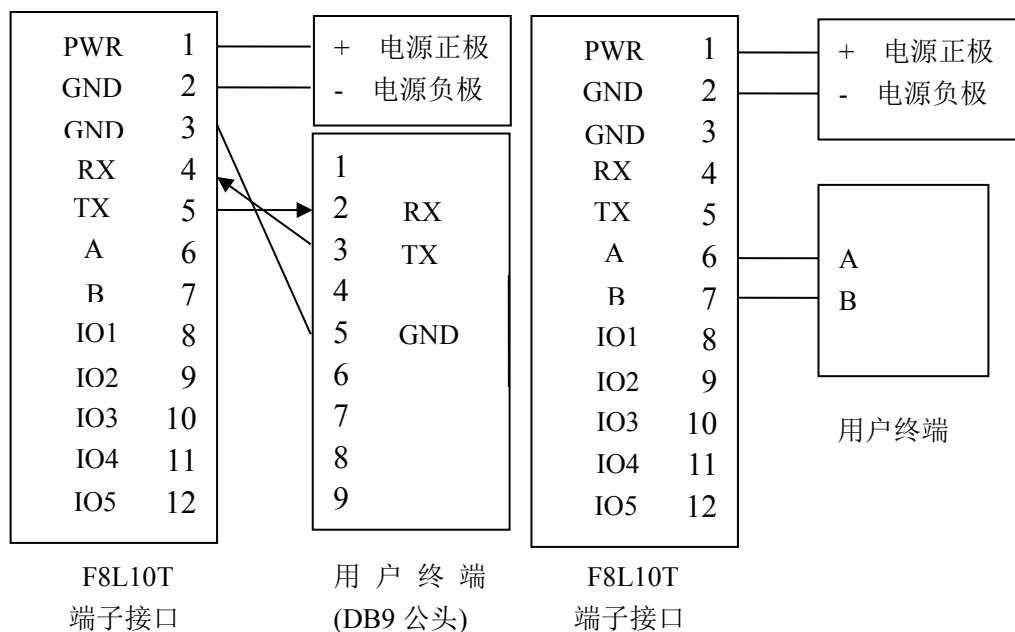 PWR 1
GND 2
GND 3
RX 4
TX 5
A 6
B 7
IO1 8
IO2 9
IO3 10
IO4 11
IO5 12
F8L10T
端子接口
+ 电源正极
- 电源负极
1
2 RX
3 TX
4
5 GND
6
7
8
9
用户终端
(DB9 公头)
PWR 1
GND 2
GND 3
RX 4
TX 5
A 6
B 7
IO1 8
IO2 9
IO3 10
IO4 11
IO5 12
F8L10T
端子接口
+ 电源正极
- 电源负极
A
B
用户终端